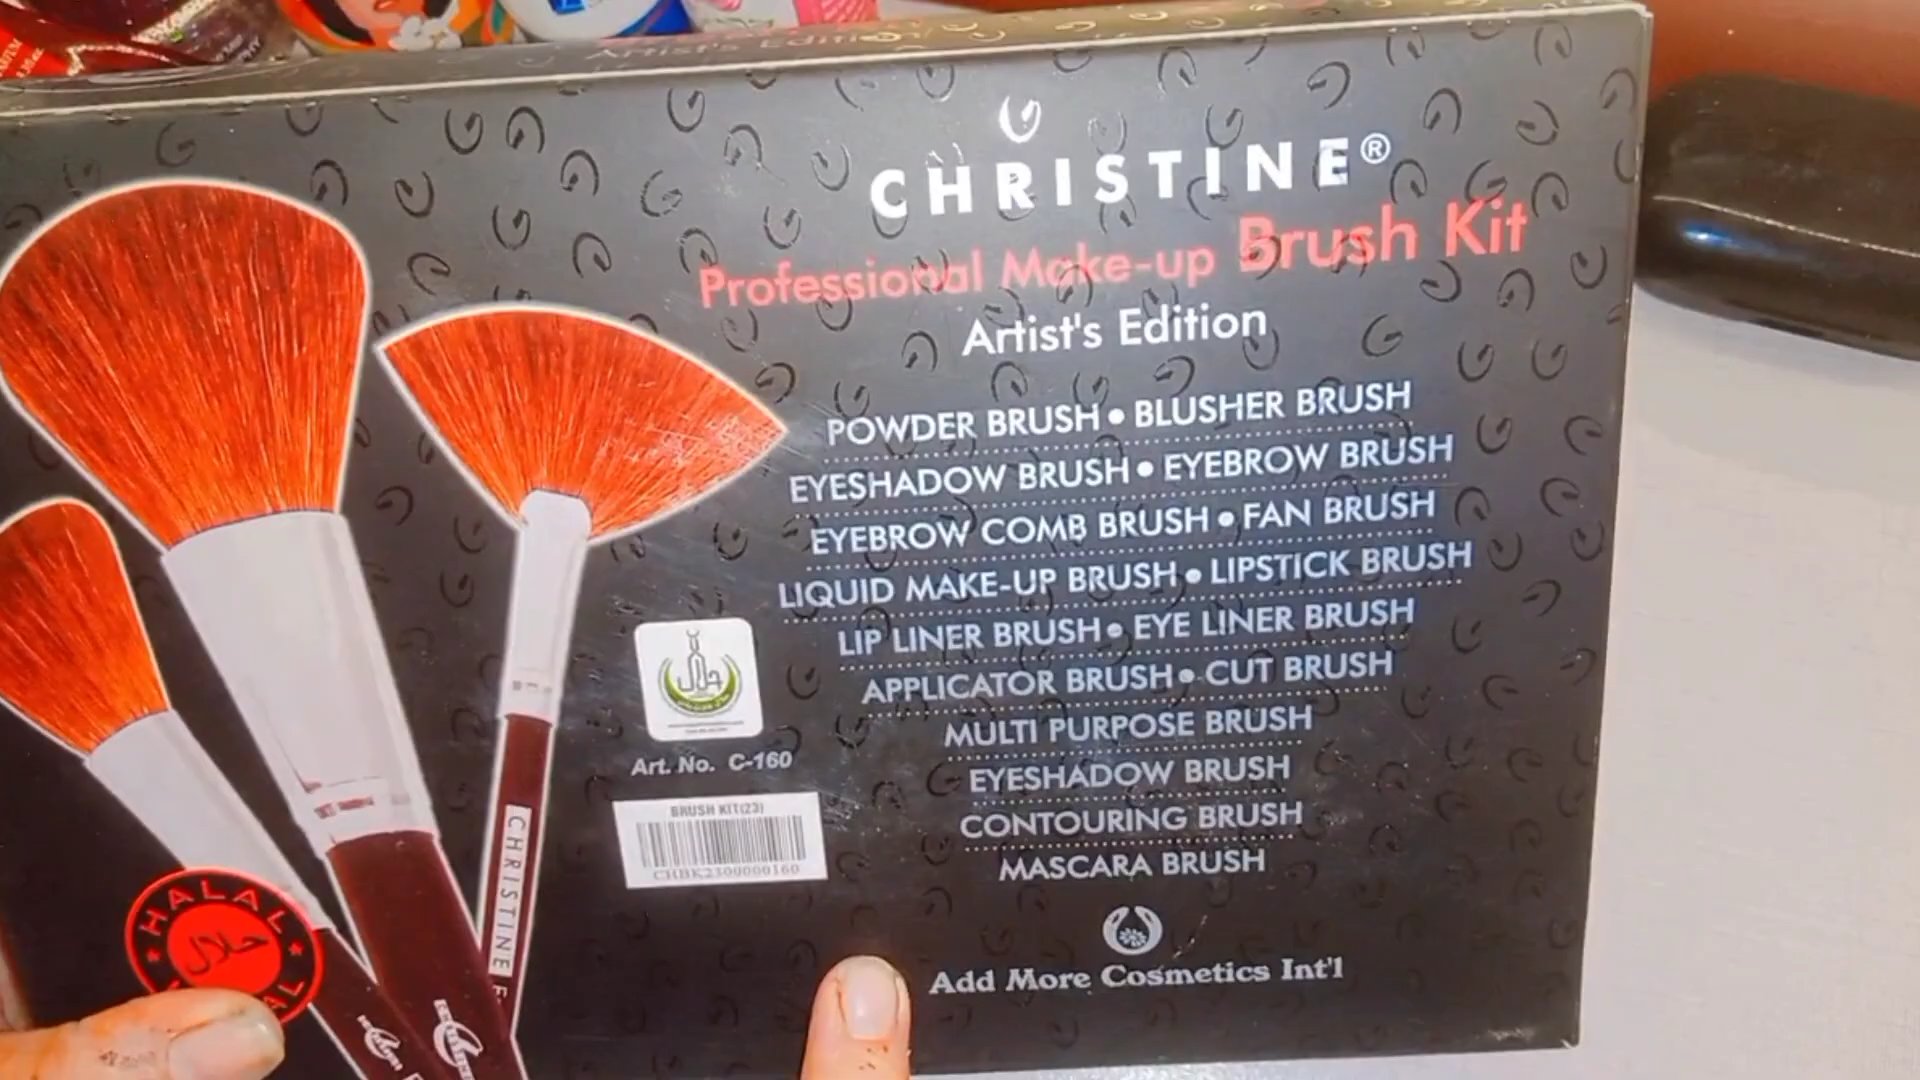 Artist's Edition
CHRISTINE®
Professional Make-up Brush Kit
Artist's Edition
POWDER BRUSH • BLUSHER BRUSH
EYESHADOW BRUSH • EYEBROW BRUSH
EYEBROW COMB BRUSH • FAN BRUSH
LIQUID MAKE-UP BRUSH • LIPSTICK BRUSH
LIP LINER BRUSH • EYE LINER BRUSH
APPLICATOR BRUSH • CUT BRUSH
MULTI PURPOSE BRUSH
EYESHADOW BRUSH
CONTOURING BRUSH
MASCARA BRUSH
Add More Cosmetics Int'l
حلال
Art. No. C-160
BRUSH KIT(23)
CHBK2300000160
CHRISTINE
HALAL
حلال